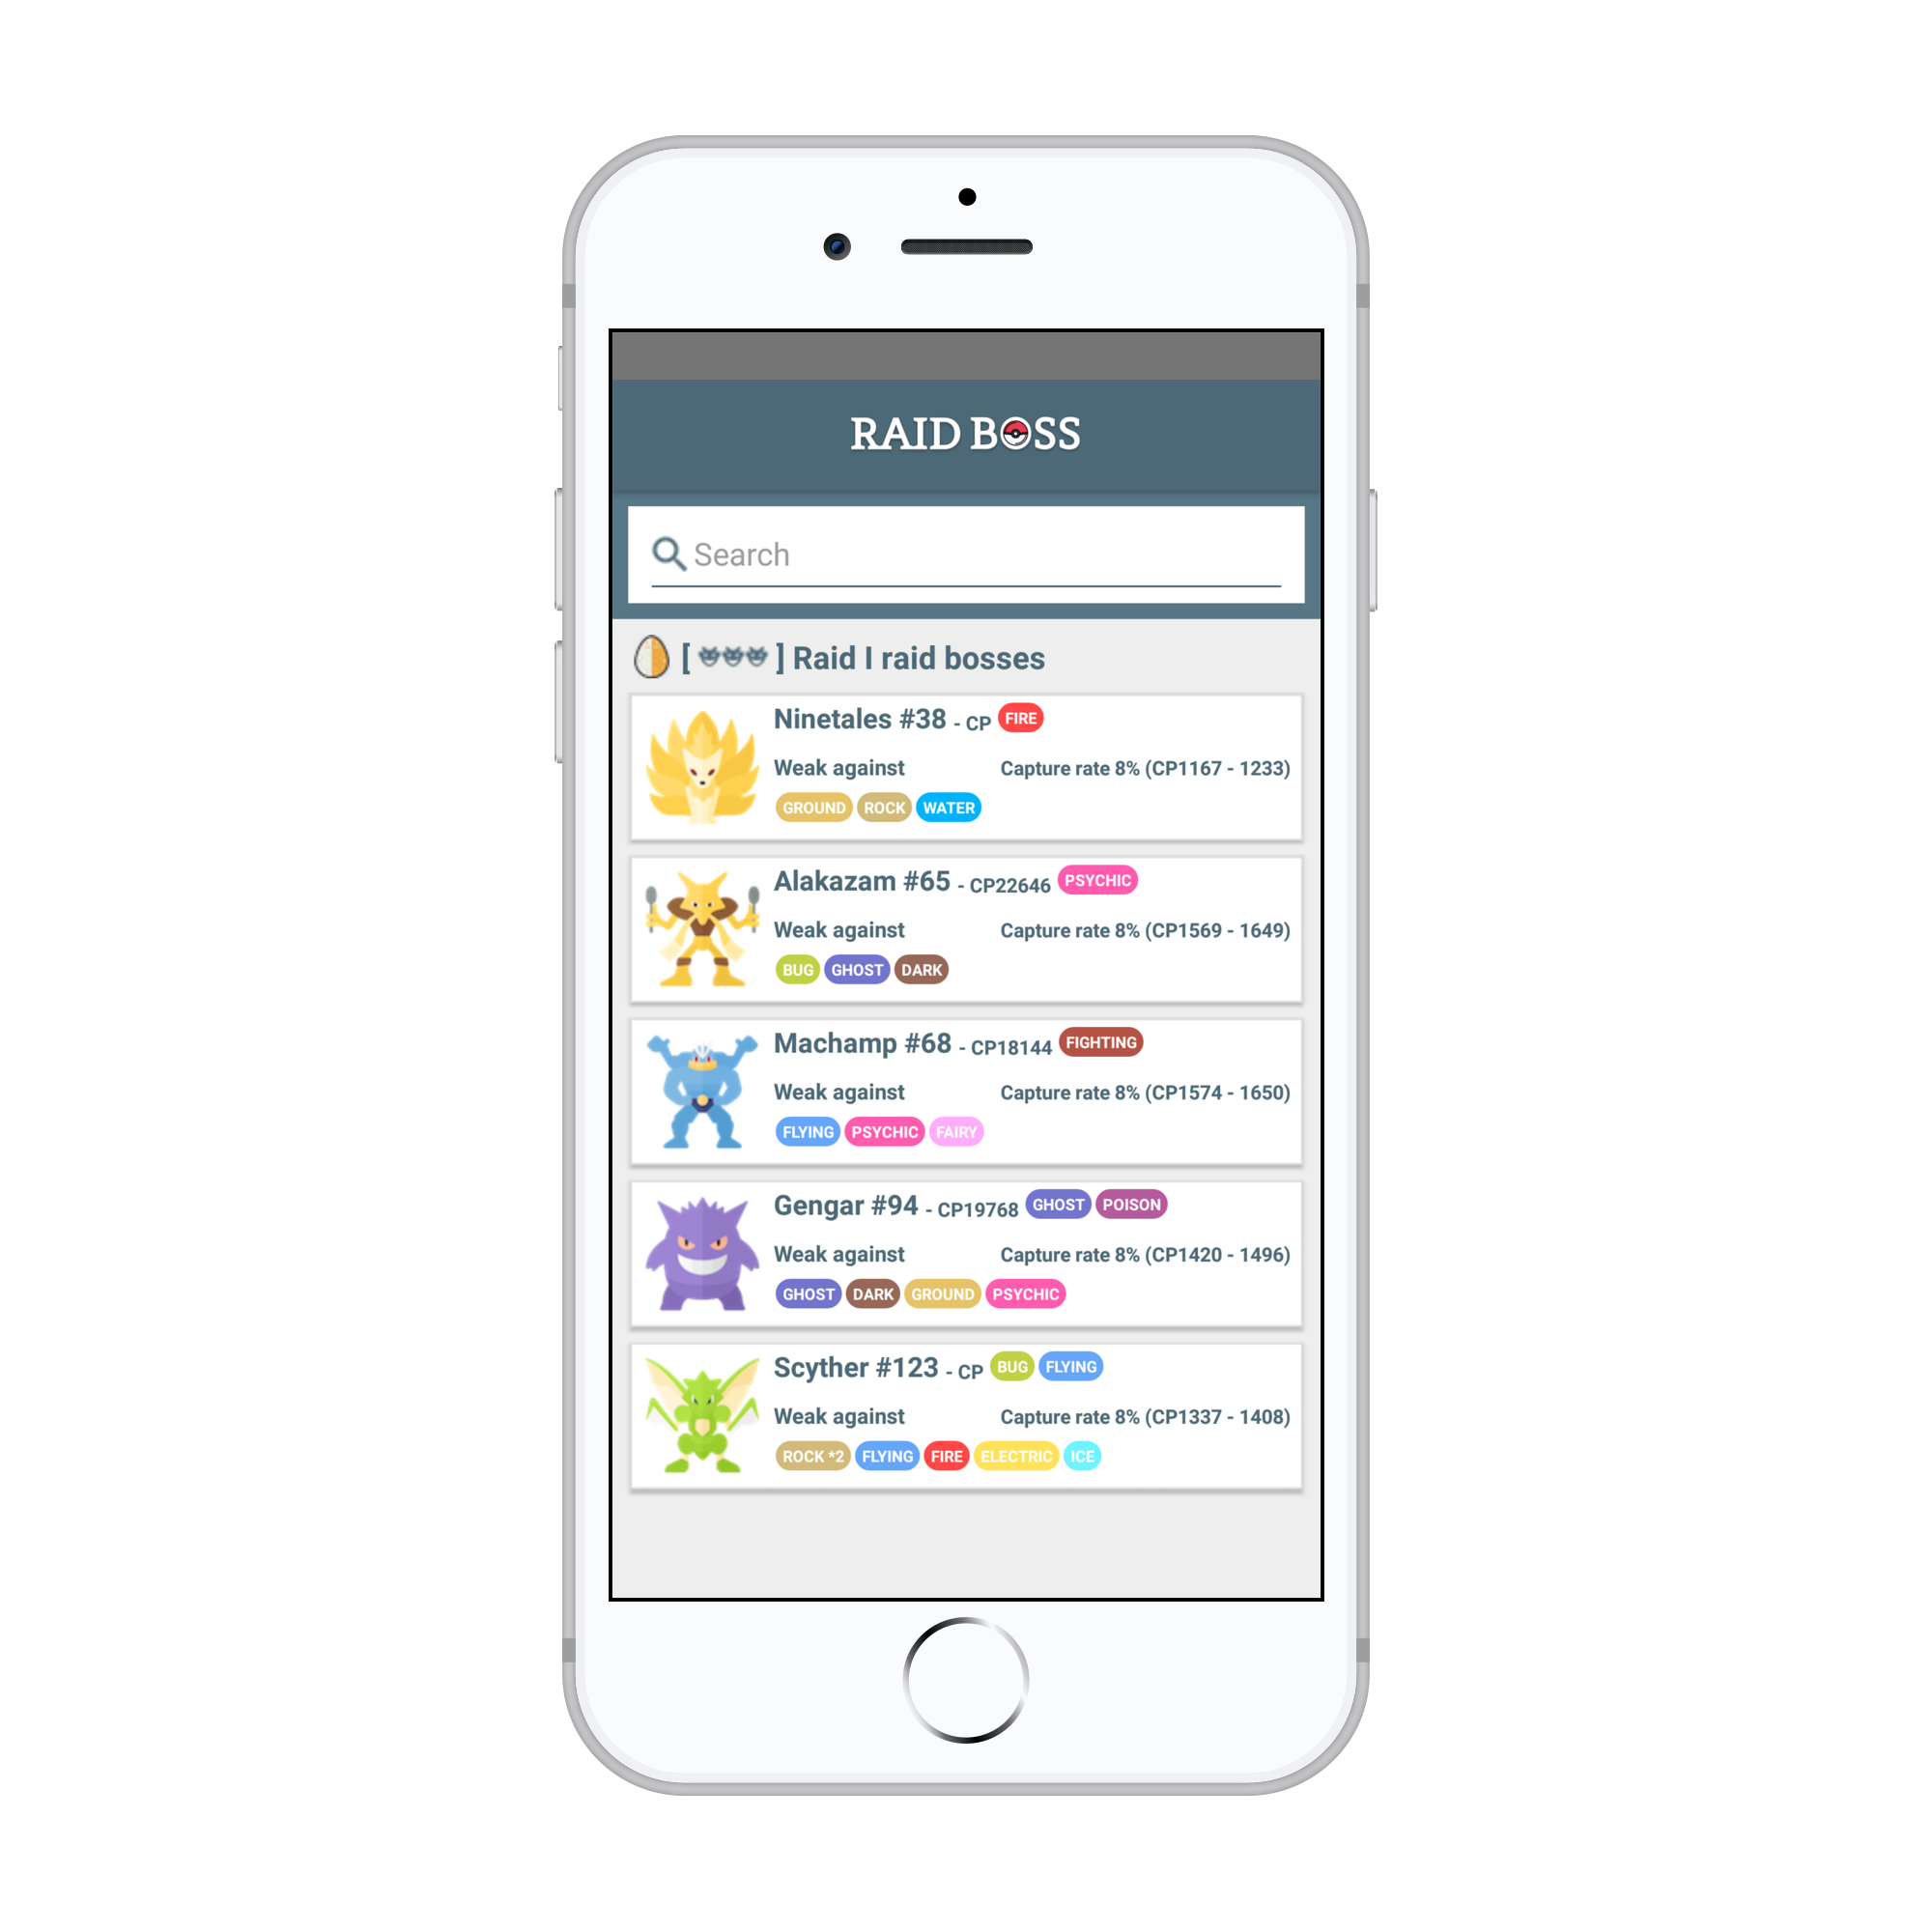 RAID BOSS
Search
[ ] Raid I raid bosses
Ninetales #38 - CP FIRE
Weak against Capture rate 8% (CP1167 - 1233)
GROUND ROCK WATER
Alakazam #65 - CP22646 PSYCHIC
Weak against Capture rate 8% (CP1569 - 1649)
BUG GHOST DARK
Machamp #68 - CP18144 FIGHTING
Weak against Capture rate 8% (CP1574 - 1650)
FLYING PSYCHIC FAIRY
Gengar #94 - CP19768 GHOST POISON
Weak against Capture rate 8% (CP1420 - 1496)
GHOST DARK GROUND PSYCHIC
Scyther #123 - CP BUG FLYING
Weak against Capture rate 8% (CP1337 - 1408)
ROCK *2 FLYING FIRE ELECTRIC ICE